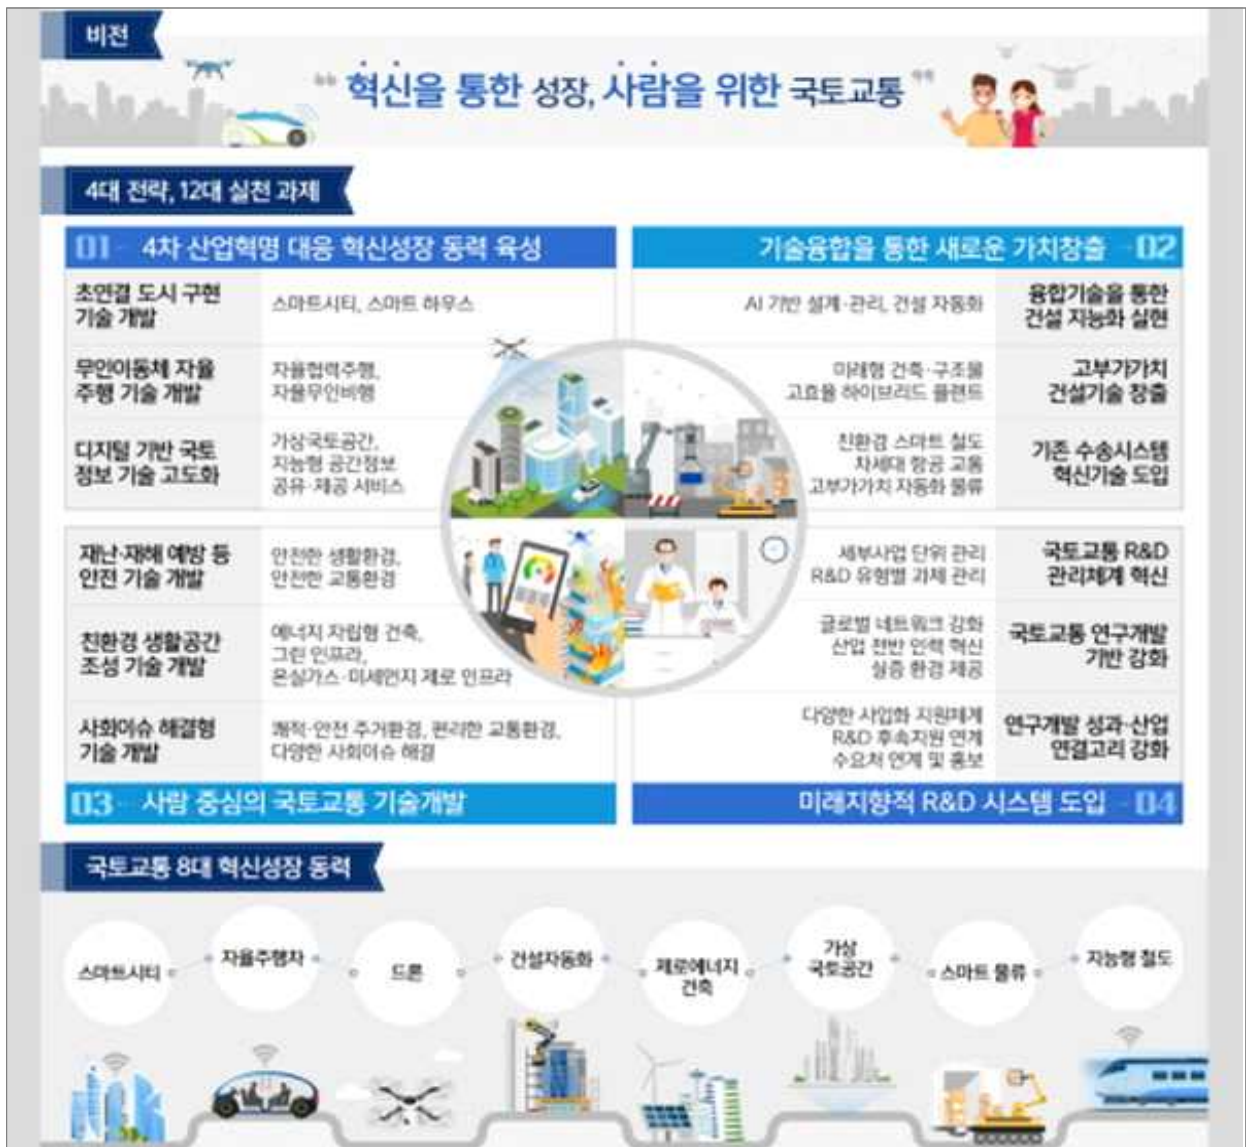 비전
“혁신을 통한 성장, 사람을 위한 국토교통”
4대 전략, 12대 실천 과제
01 4차 산업혁명 대응 혁신성장 동력 육성
초연결 도시 구현
기술 개발
스마트시티, 스마트 하우스
무인이동체 자율
주행 기술 개발
자율협력주행,
자율무인비행
디지털 기반 국토
정보 기술 고도화
가상국토공간,
지능형 공간정보
공유·제공 서비스
기술융합을 통한 새로운 가치창출 02
AI 기반 설계·관리, 건설 자동화
융합기술을 통한
건설 지능화 실현
미래형 건축·구조물
고효율 하이브리드 플랜트
고부가가치
건설기술 창출
친환경 스마트 철도
차세대 항공 교통
고부가가치 자동화 물류
기존 수송시스템
혁신기술 도입
재난·재해 예방 등
안전 기술 개발
안전한 생활환경,
안전한 교통환경
친환경 생활공간
조성 기술 개발
에너지 자립형 건축,
그린 인프라,
온실가스·미세먼지 제로 인프라
사회이슈 해결형
기술 개발
쾌적·안전 주거환경, 편리한 교통환경,
다양한 사회이슈 해결
03 사람 중심의 국토교통 기술개발
세부사업 단위 관리
R&D 유형별 과제 관리
국토교통 R&D
관리체계 혁신
글로벌 네트워크 강화
산업 전반 인력 혁신
실증 환경 제공
국토교통 연구개발
기반 강화
다양한 사업화 지원체계
R&D 후속지원 연계
수요처 연계 및 홍보
연구개발 성과·산업
연결고리 강화
미래지향적 R&D 시스템 도입 04
국토교통 8대 혁신성장 동력
스마트시티
자율주행차
드론
건설자동화
제로에너지
건축
가상
국토공간
스마트 물류
지능형 철도